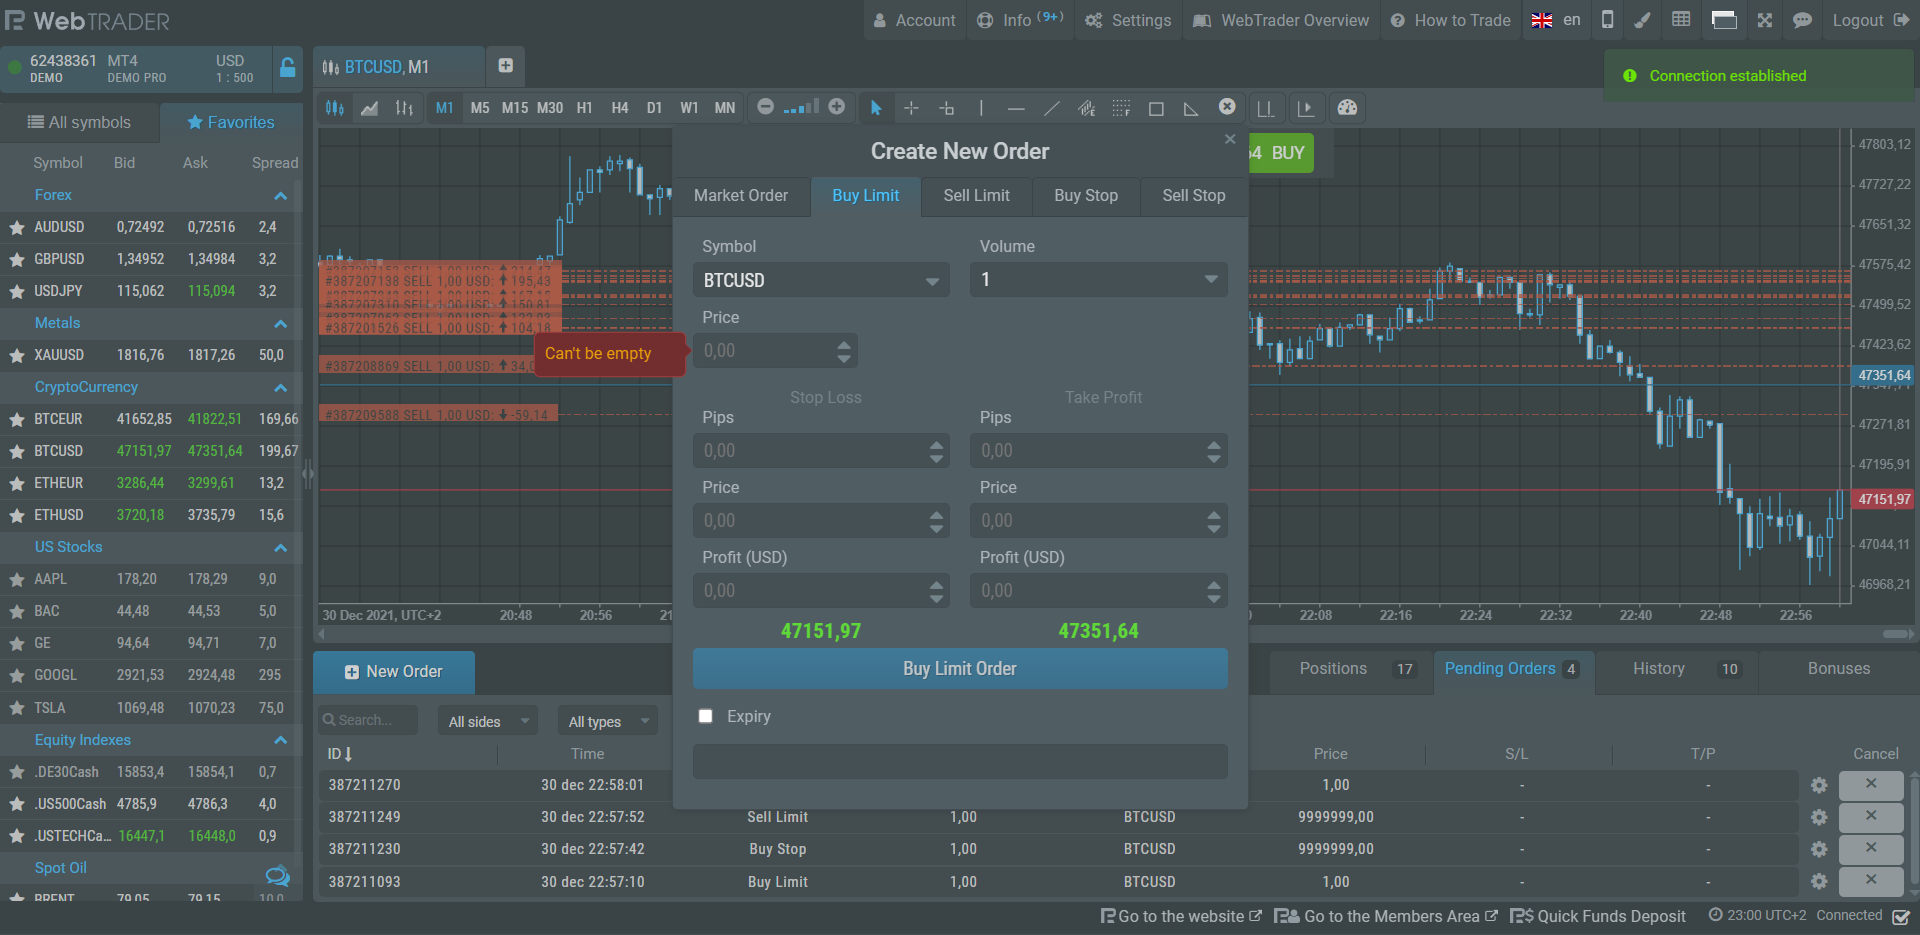 WebTRADER
Account
Info (9+)
Settings
WebTrader Overview
How to Trade
en
Logout
62438361 MT4 USD
DEMO DEMO PRO 1 : 500
BTCUSD, M1
Connection established
M1 M5 M15 M30 H1 H4 D1 W1 MN
All symbols
Favorites
Symbol Bid Ask Spread
Forex
AUDUSD 0,72492 0,72516 2,4
GBPUSD 1,34952 1,34984 3,2
USDJPY 115,062 115,094 3,2
Metals
XAUUSD 1816,76 1817,26 50,0
CryptoCurrency
BTCEUR 41652,85 41822,51 169,66
BTCUSD 47151,97 47351,64 199,67
ETHEUR 3286,44 3299,61 13,2
ETHUSD 3720,18 3735,79 15,6
US Stocks
AAPL 178,20 178,29 9,0
BAC 44,48 44,53 5,0
GE 94,64 94,71 7,0
GOOGL 2921,53 2924,48 295
TSLA 1069,48 1070,23 75,0
Equity Indexes
.DE30Cash 15853,4 15854,1 0,7
.US500Cash 4785,9 4786,3 4,0
.USTECHCa... 16447,1 16448,0 0,9
Spot Oil
BRENT 79,05 79,15 10,0
#387207138 SELL 1,00 USD: 195,43
#387207310 SELL 1,00 USD: 150,81
#387201526 SELL 1,00 USD: 104,18
#387208869 SELL 1,00 USD: 34,0
#387209588 SELL 1,00 USD: -59,14
Create New Order
64 BUY
Market Order
Buy Limit
Sell Limit
Buy Stop
Sell Stop
Symbol Volume
BTCUSD 1
Price
Can't be empty
0,00
Stop Loss Take Profit
Pips Pips
0,00 0,00
Price Price
0,00 0,00
Profit (USD) Profit (USD)
0,00 0,00
47151,97 47351,64
Buy Limit Order
Expiry
47803,12
47727,22
47651,32
47575,42
47499,52
47423,62
47351,64
47271,81
47195,91
47151,97
47044,11
46968,21
30 Dec 2021, UTC+2 20:48 20:56 22:08 22:16 22:24 22:32 22:40 22:48 22:56
New Order
Positions 17
Pending Orders 4
History 10
Bonuses
Search...
All sides
All types
ID Time Price S/L T/P Cancel
387211270 30 dec 22:58:01 1,00 - -
387211249 30 dec 22:57:52 Sell Limit 1,00 BTCUSD 9999999,00 - -
387211230 30 dec 22:57:42 Buy Stop 1,00 BTCUSD 9999999,00 - -
387211093 30 dec 22:57:10 Buy Limit 1,00 BTCUSD 1,00 - -
Go to the website
Go to the Members Area
Quick Funds Deposit
23:00 UTC+2
Connected